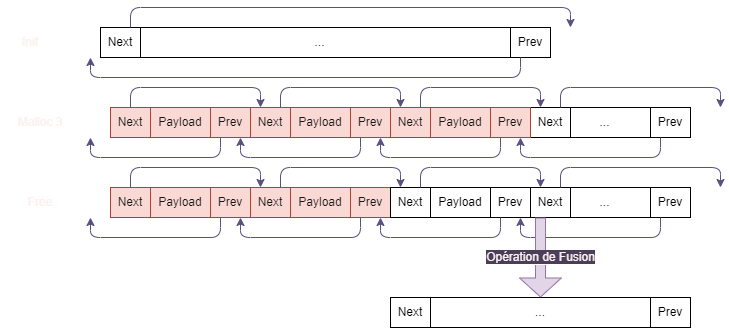 Init
Next ... Prev
Malloc 3
Next Payload Prev Next Payload Prev Next Payload Prev Next ... Prev
Free
Next Payload Prev Next Payload Prev Next Payload Prev Next ... Prev
Opération de Fusion
Next ... Prev